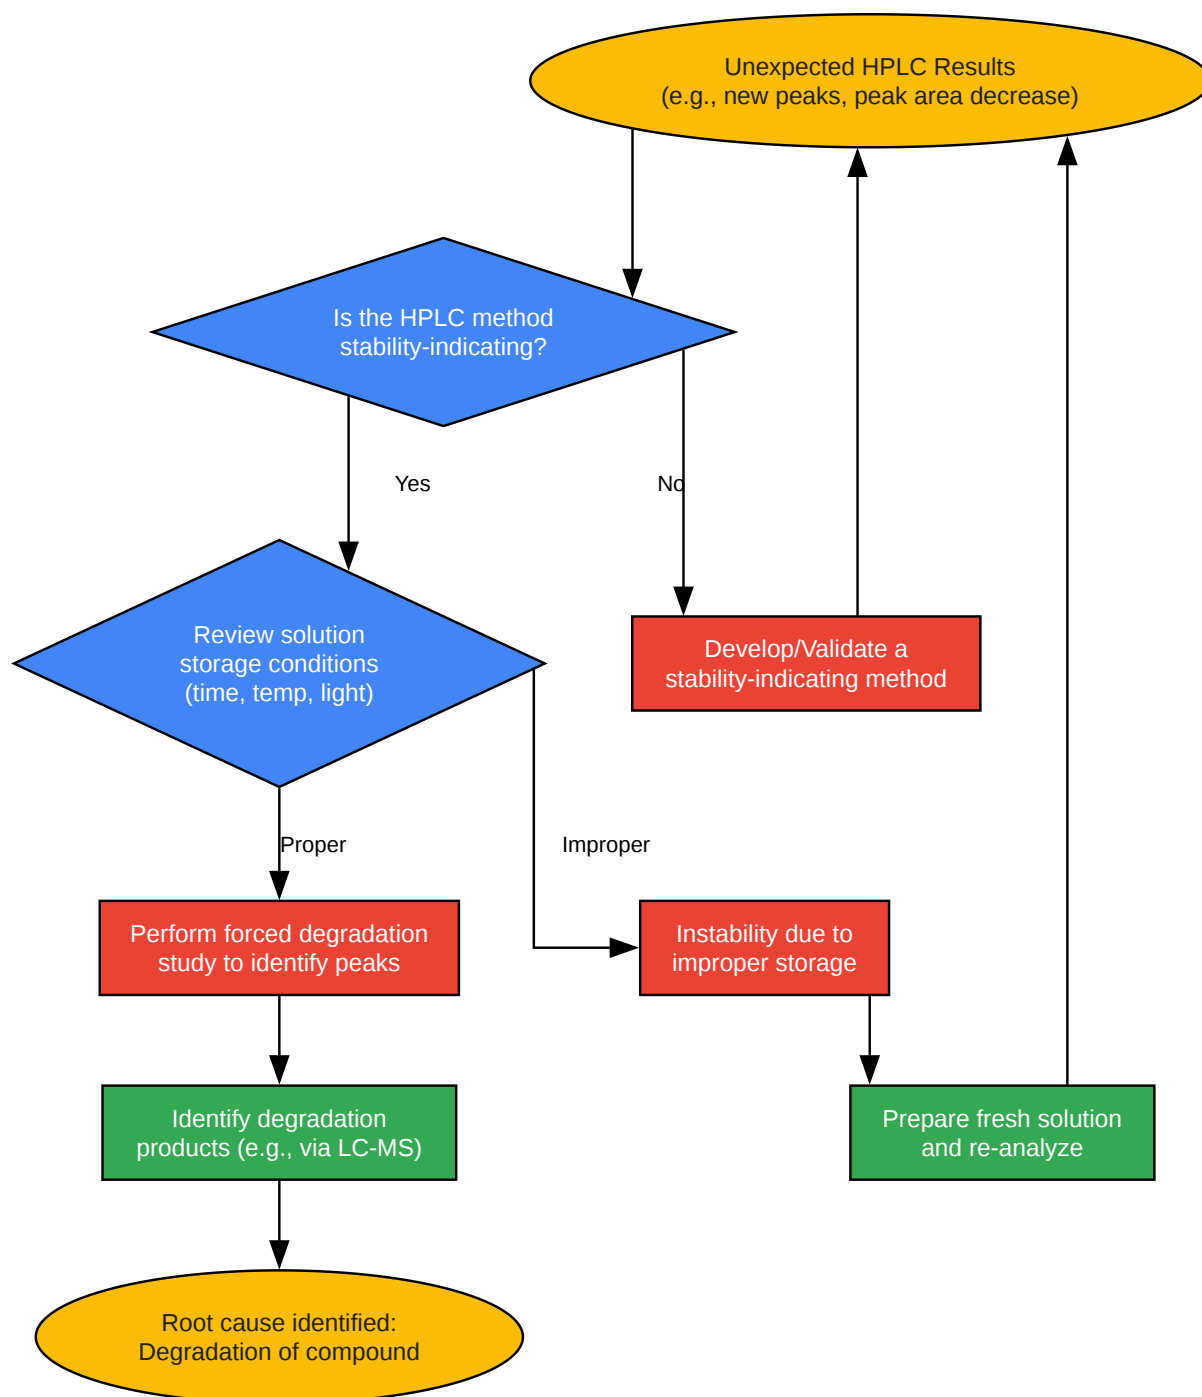 Unexpected HPLC Results
(e.g., new peaks, peak area decrease)
Is the HPLC method
stability-indicating?
Yes
No
Review solution
storage conditions
(time, temp, light)
Develop/Validate a
stability-indicating method
Proper
Improper
Perform forced degradation
study to identify peaks
Instability due to
improper storage
Identify degradation
products (e.g., via LC-MS)
Prepare fresh solution
and re-analyze
Root cause identified:
Degradation of compound